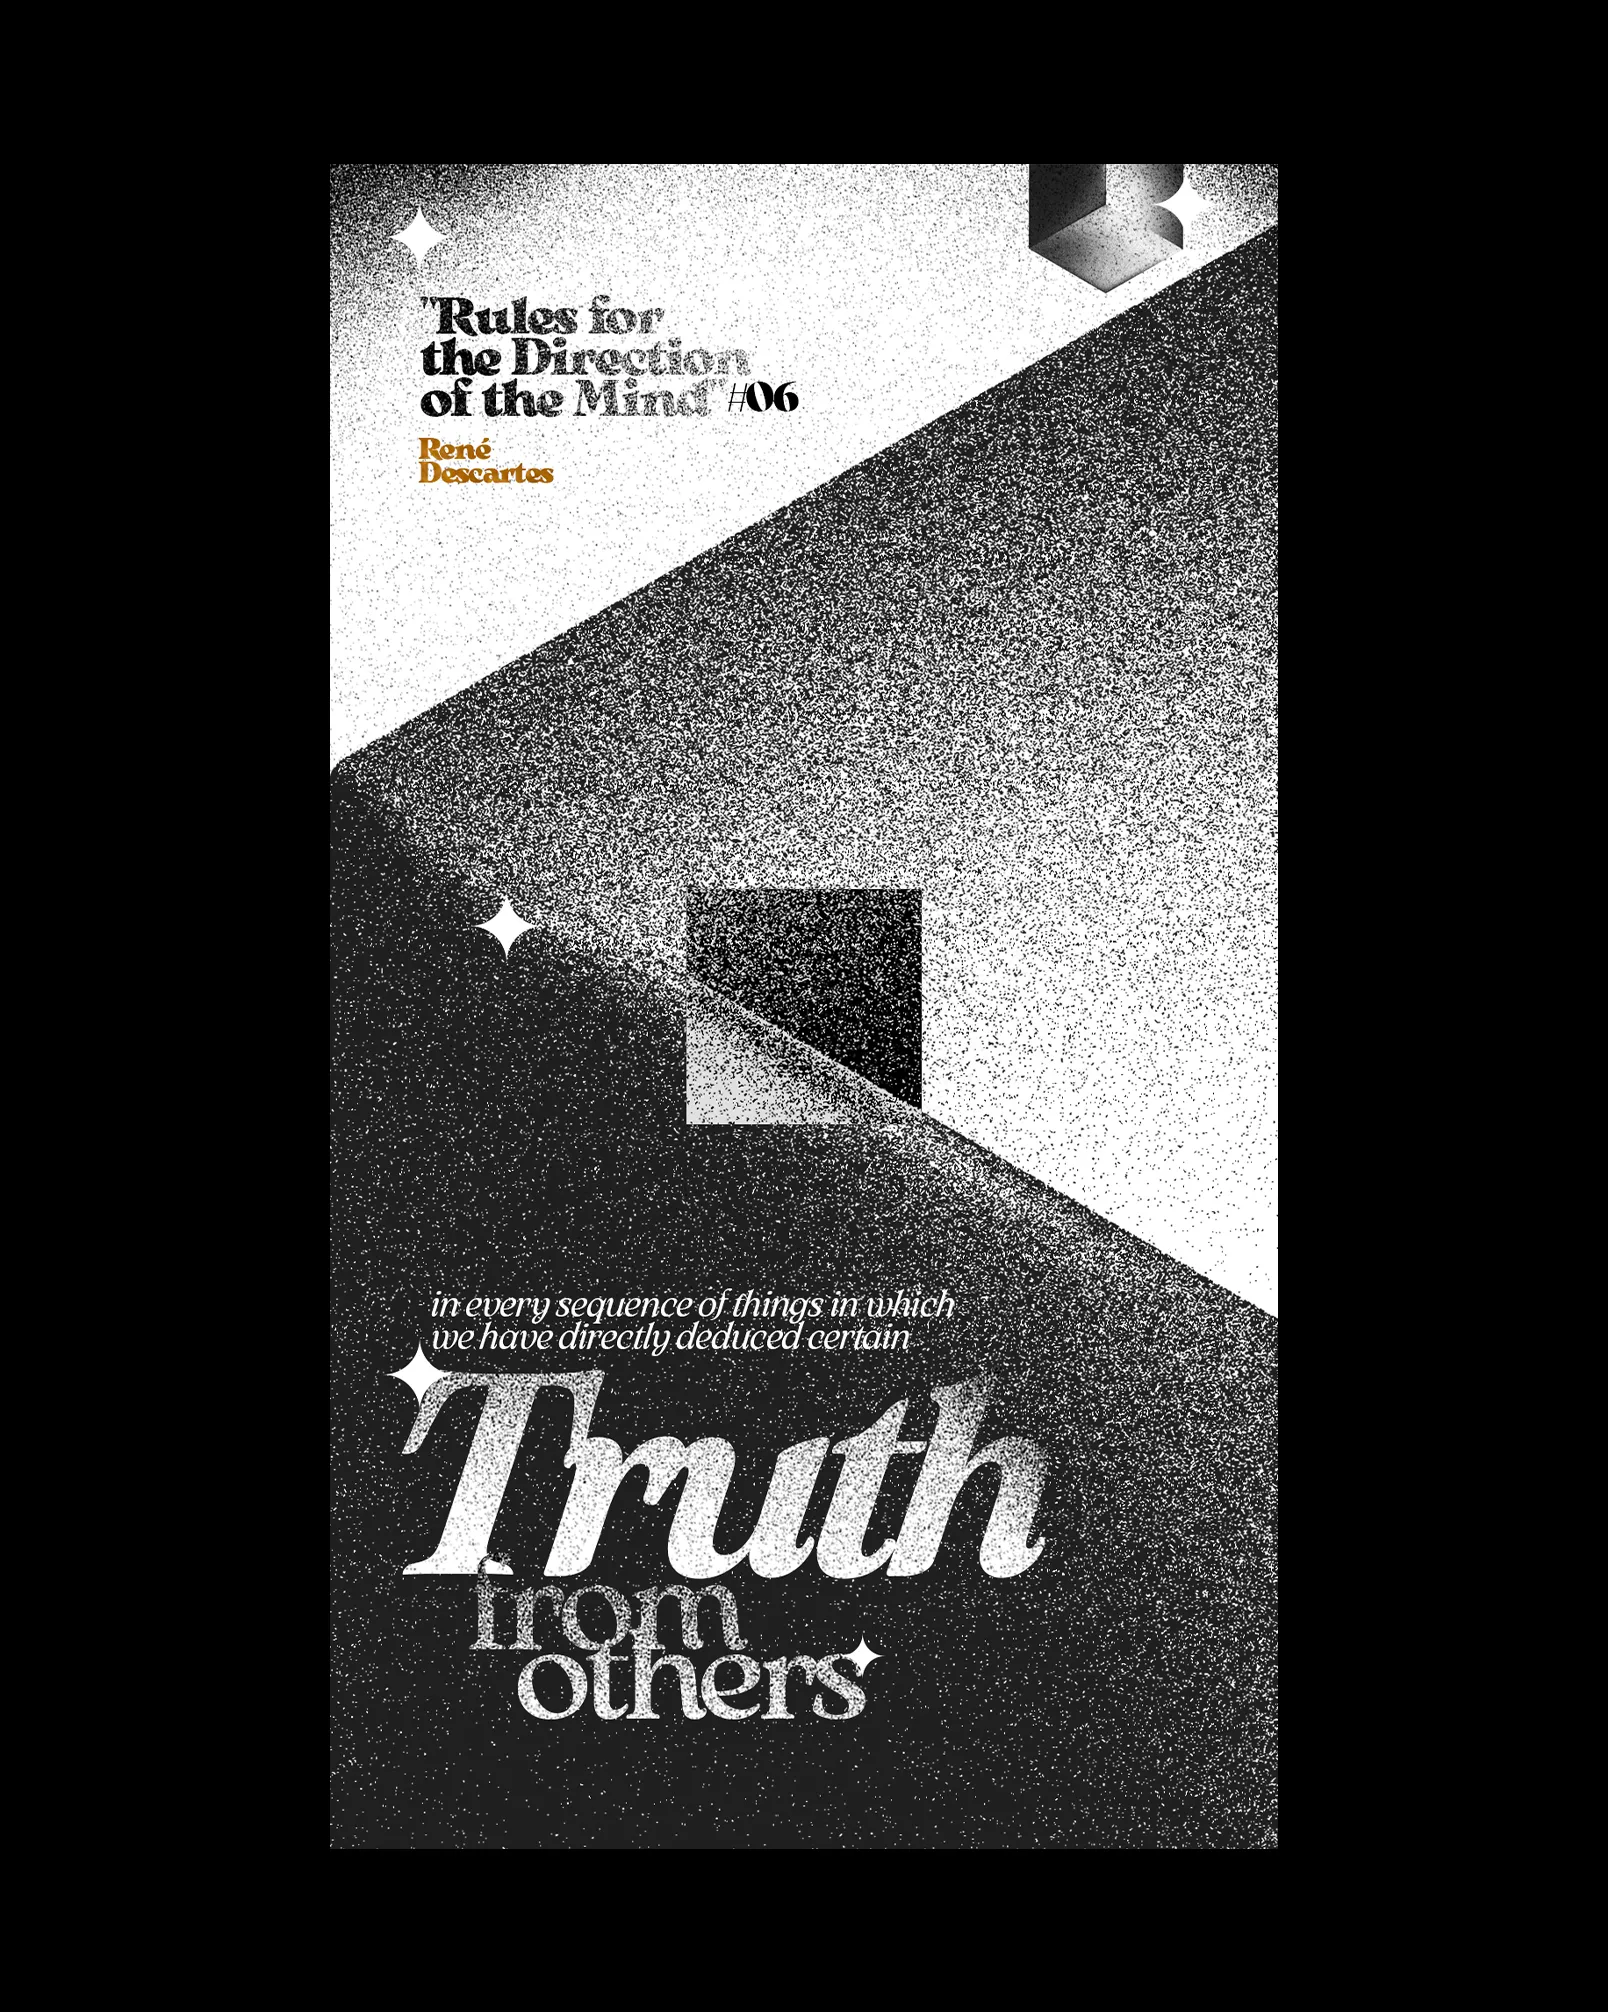 "Rules for
the Direction
of the Mind" #06
René
Descartes
in every sequence of things in which
we have directly deduced certain
Truth
from
others